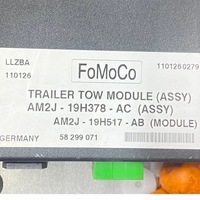 LLZBA
110126
FoMoCo
1101260279
TRAILER TOW MODULE (ASSY)
AM2J - 19H378 - AC (ASSY)
AM2J - 19H517 - AB (MODULE)
GERMANY 58 299 071